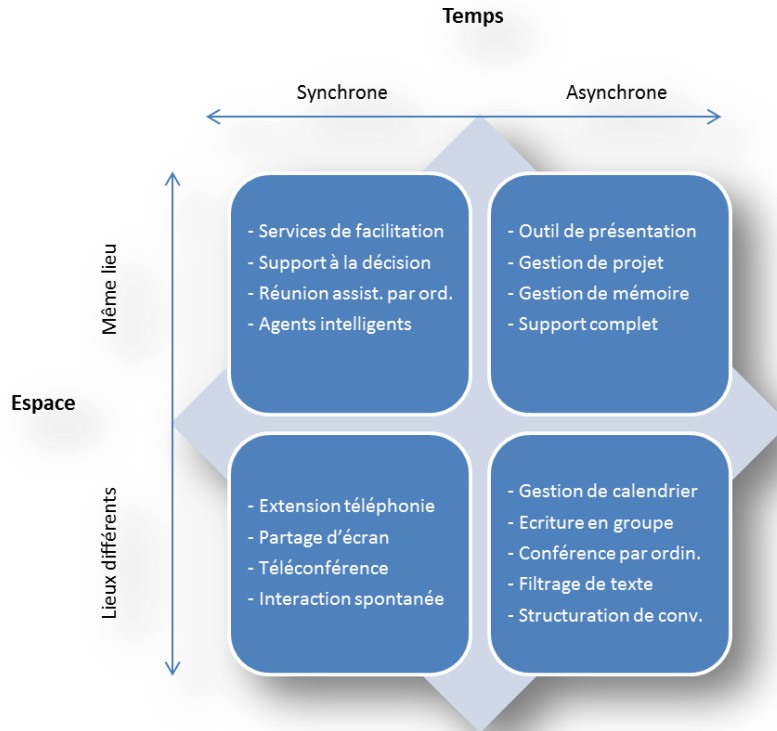 Temps
Synchrone
Asynchrone
Espace
Même lieu
- Services de facilitation
- Support à la décision
- Réunion assist. par ord.
- Agents intelligents
- Outil de présentation
- Gestion de projet
- Gestion de mémoire
- Support complet
Lieux différents
- Extension téléphonie
- Partage d’écran
- Téléconférence
- Interaction spontanée
- Gestion de calendrier
- Ecriture en groupe
- Conférence par ordin.
- Filtrage de texte
- Structuration de conv.